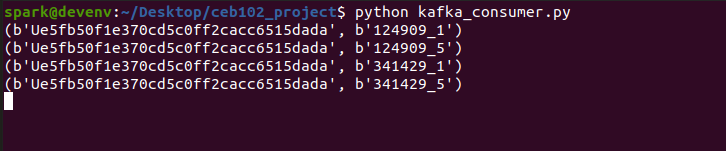 spark@devenv:~/Desktop/ceb102_project$ python kafka_consumer.py
(b'Ue5fb50f1e370cd5c0ff2cacc6515dada', b'124909_1')
(b'Ue5fb50f1e370cd5c0ff2cacc6515dada', b'124909_5')
(b'Ue5fb50f1e370cd5c0ff2cacc6515dada', b'341429_1')
(b'Ue5fb50f1e370cd5c0ff2cacc6515dada', b'341429_5')